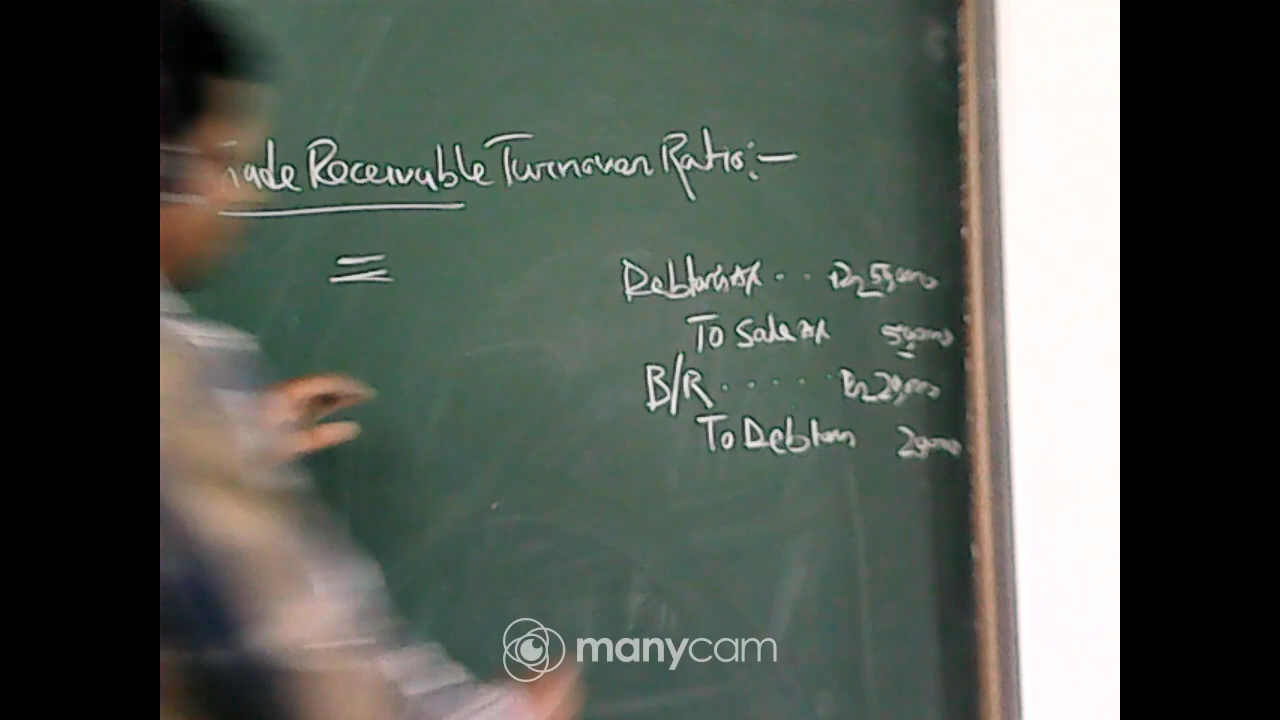 Trade Receivable Turnover Ratio:-
=
Debtors A/c . . Dr
To Sale A/c
B/R . . . . . Dr
To Debtors
manycam